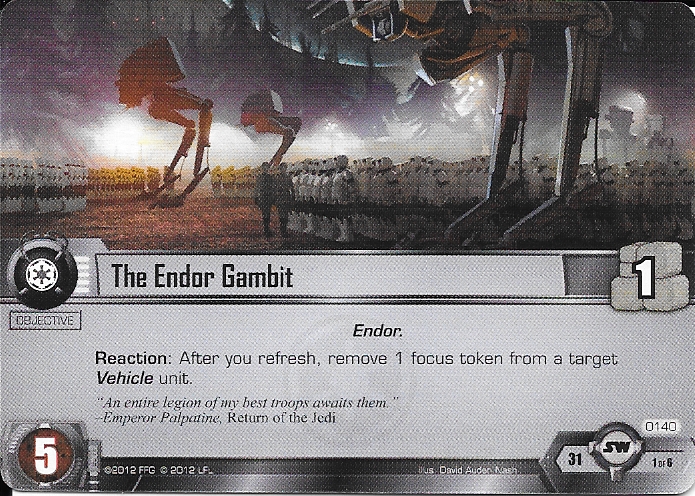 The Endor Gambit
1
OBJECTIVE
Endor.
Reaction: After you refresh, remove 1 focus token from a target
Vehicle unit.
"An entire legion of my best troops awaits them."
–Emperor Palpatine, Return of the Jedi
5
0140
31
SW
1 OF 6
©2012 FFG © 2012 LFL
Illus. David Auden Nash